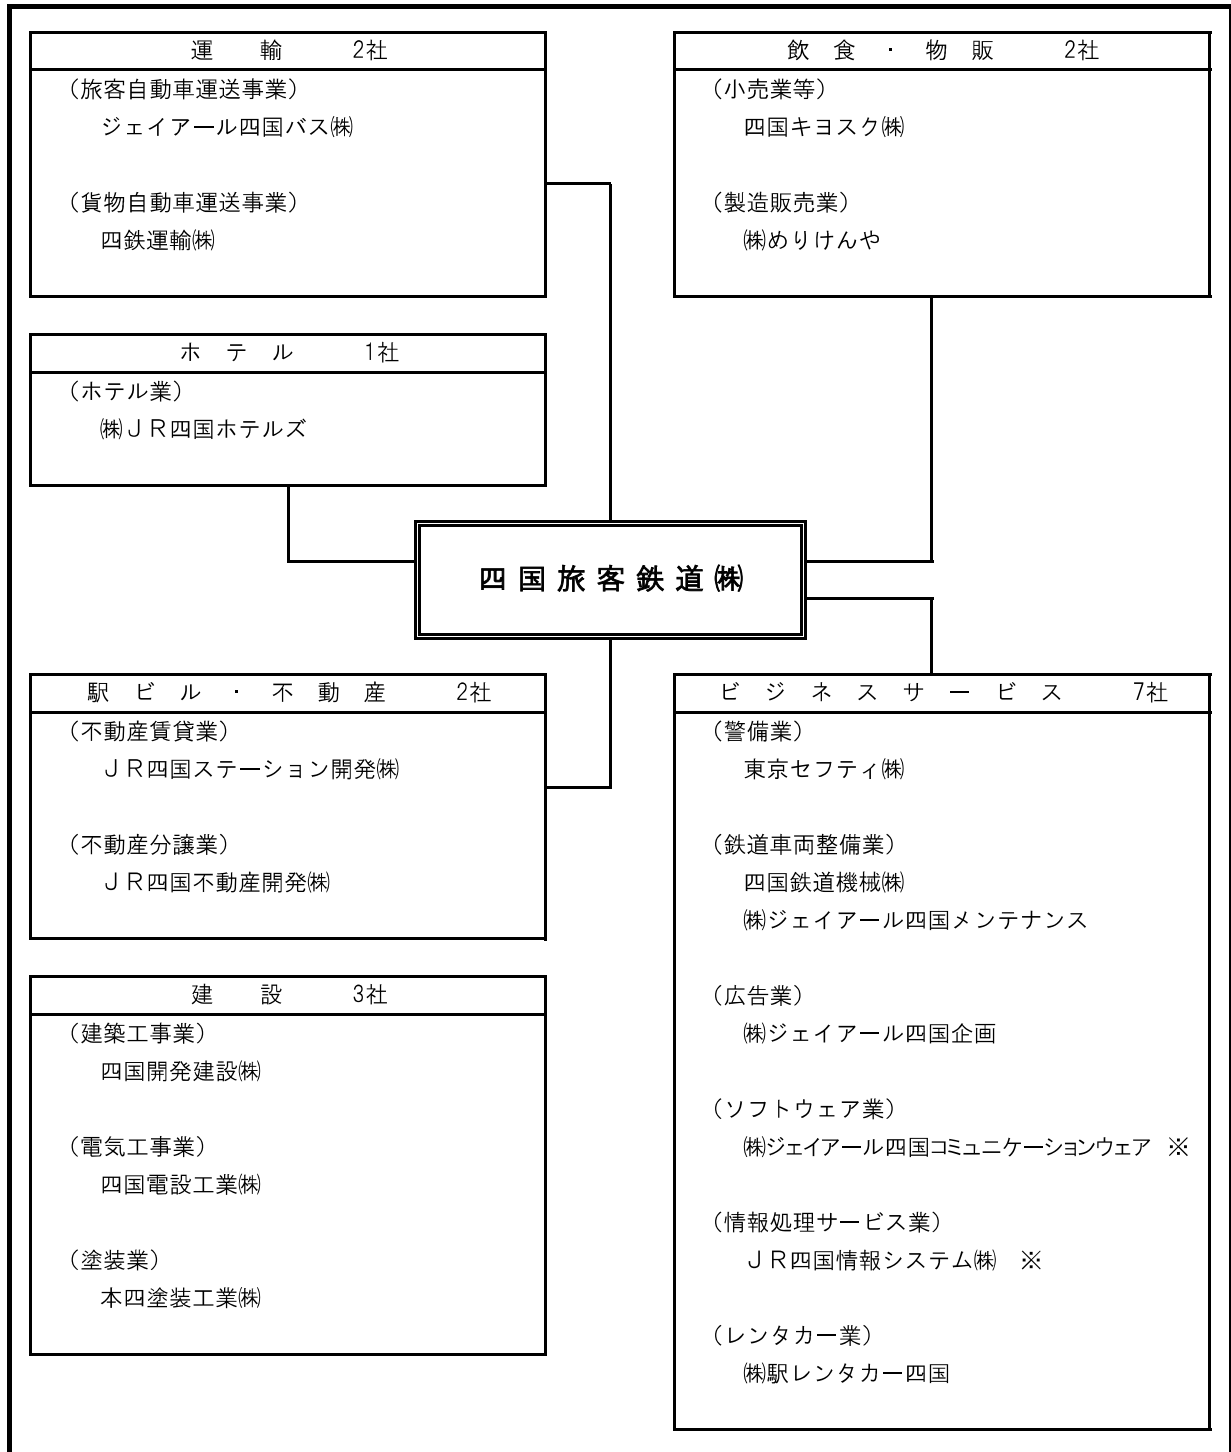 運輸 2社
（旅客自動車運送事業）
ジェイアール四国バス㈱
（貨物自動車運送事業）
四鉄運輸㈱
飲食・物販 2社
（小売業等）
四国キヨスク㈱
（製造販売業）
㈱めりけんや
ホテル 1社
（ホテル業）
㈱ＪＲ四国ホテルズ
四国旅客鉄道㈱
駅ビル・不動産 2社
（不動産賃貸業）
ＪＲ四国ステーション開発㈱
（不動産分譲業）
ＪＲ四国不動産開発㈱
建設 3社
（建築工事業）
四国開発建設㈱
（電気工事業）
四国電設工業㈱
（塗装業）
本四塗装工業㈱
ビジネスサービス 7社
（警備業）
東京セフティ㈱
（鉄道車両整備業）
四国鉄道機械㈱
㈱ジェイアール四国メンテナンス
（広告業）
㈱ジェイアール四国企画
（ソフトウェア業）
㈱ジェイアール四国コミュニケーションウェア ※
（情報処理サービス業）
ＪＲ四国情報システム㈱ ※
（レンタカー業）
㈱駅レンタカー四国